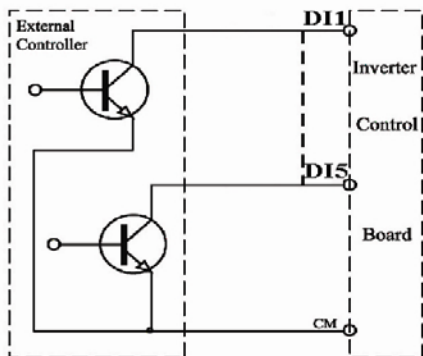 External
Controller
DI1
Inverter
Control
DI5
Board
CM